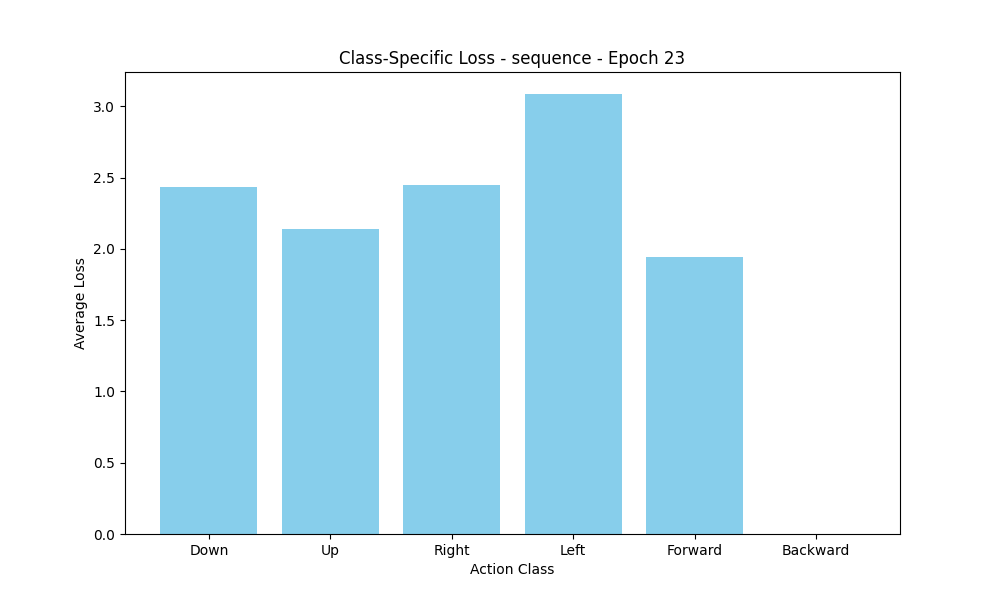 Class-Specific Loss - sequence - Epoch 23
Average Loss
3.0
2.5
2.0
1.5
1.0
0.5
0.0
Down Up Right Left Forward Backward
Action Class